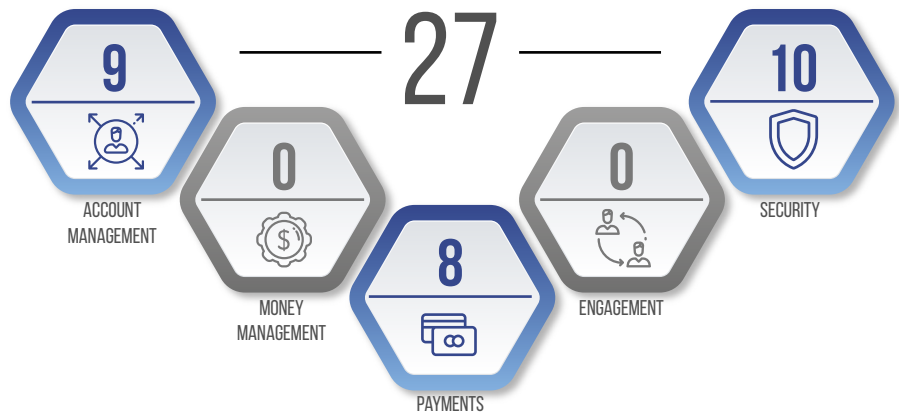 27
9
ACCOUNT
MANAGEMENT
0
$
MONEY
MANAGEMENT
8
PAYMENTS
0
ENGAGEMENT
10
SECURITY